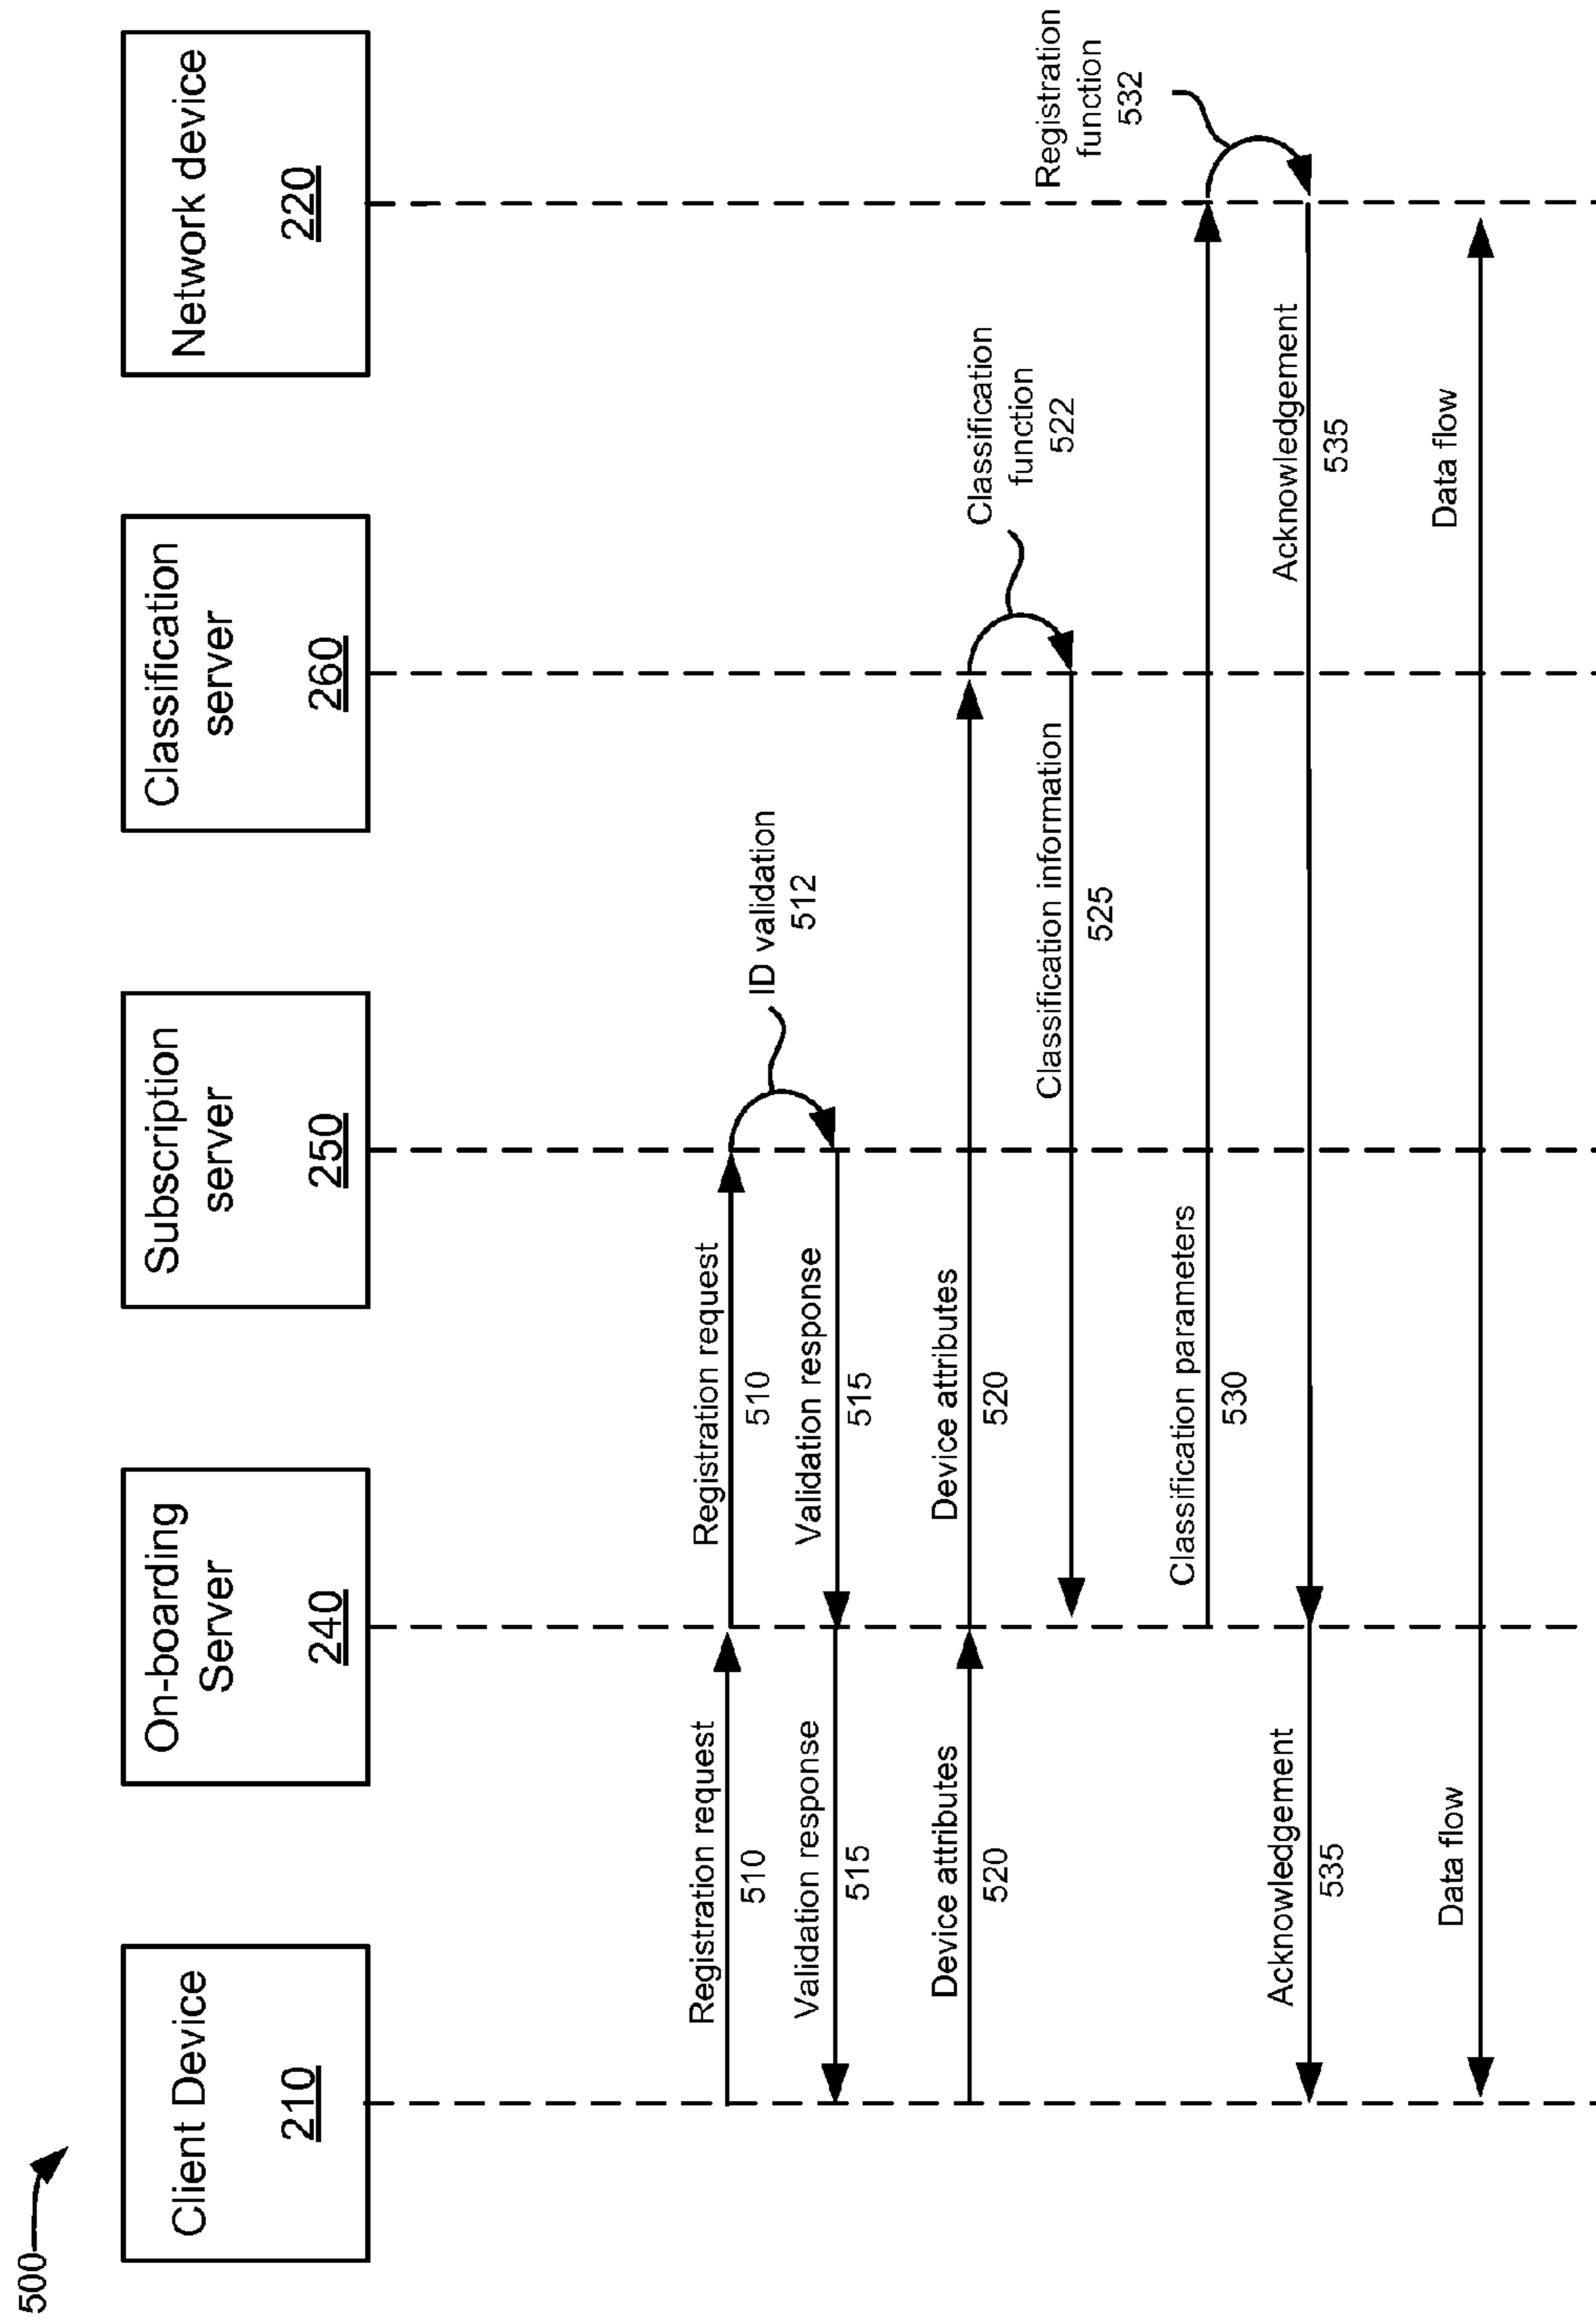 500
Client Device
210
On-boarding
Server
240
Subscription
server
250
Classification
server
260
Network device
220
Registration request
510
Registration request
510
ID validation
512
Validation response
515
Validation response
515
Device attributes
520
Device attributes
520
Classification
function
522
Classification information
525
Classification parameters
530
Registration
function
532
Acknowledgement
535
Acknowledgement
535
Data flow
Data flow